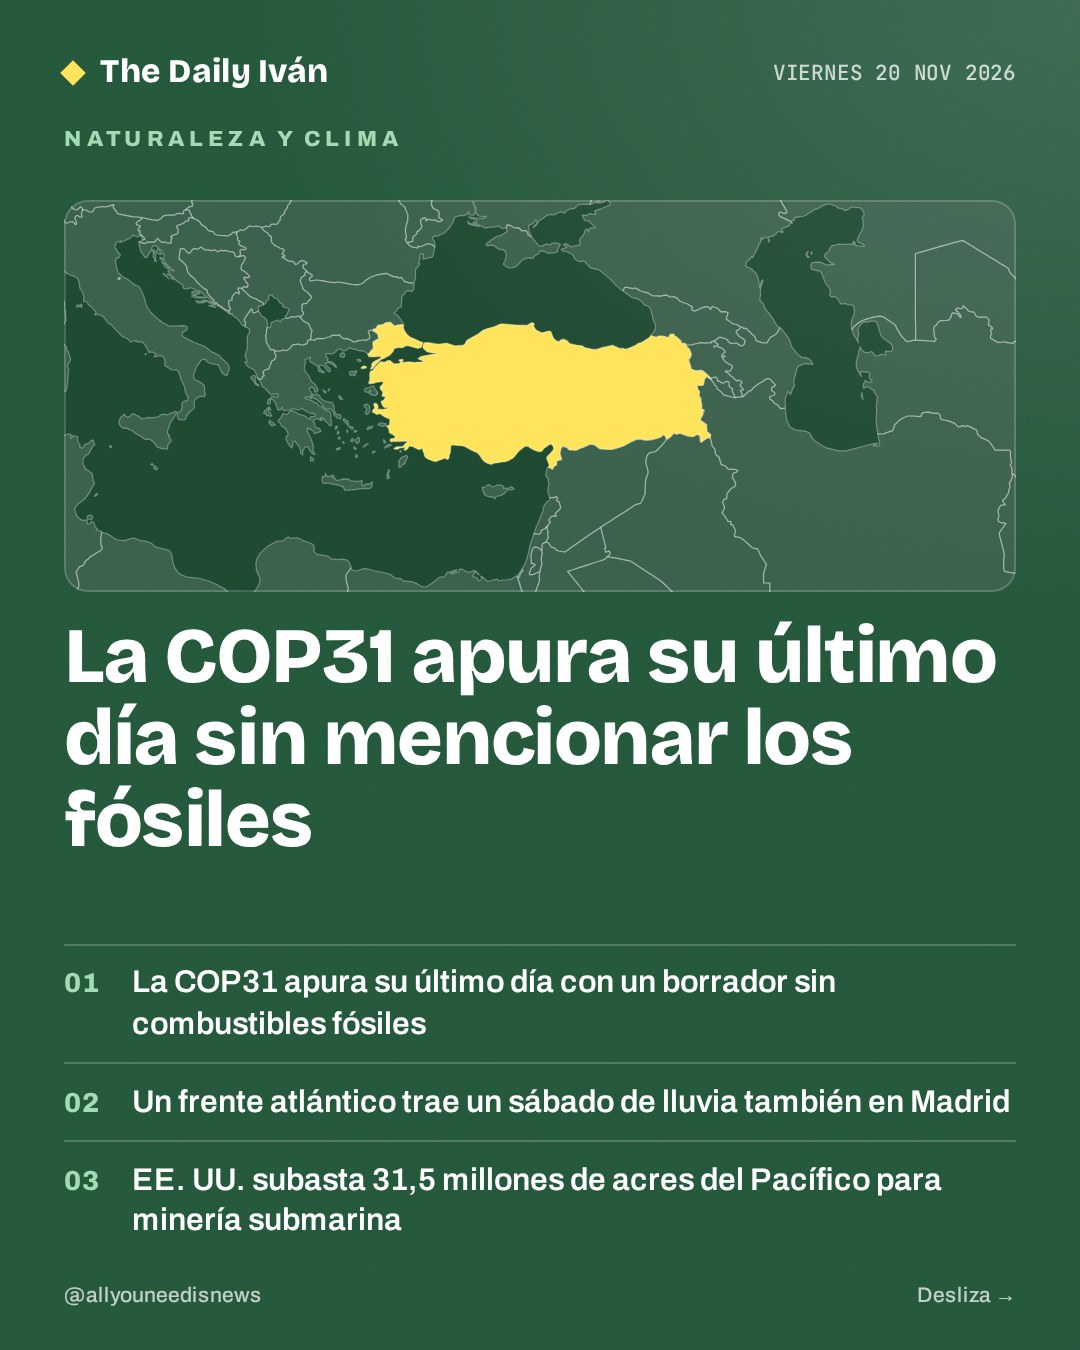 The Daily Iván
VIERNES 20 NOV 2026
NATURALEZA Y CLIMA
La COP31 apura su último
día sin mencionar los
fósiles
01 La COP31 apura su último día con un borrador sin
combustibles fósiles
02 Un frente atlántico trae un sábado de lluvia también en Madrid
03 EE. UU. subasta 31,5 millones de acres del Pacífico para
minería submarina
@allyouneedisnews
Desliza →